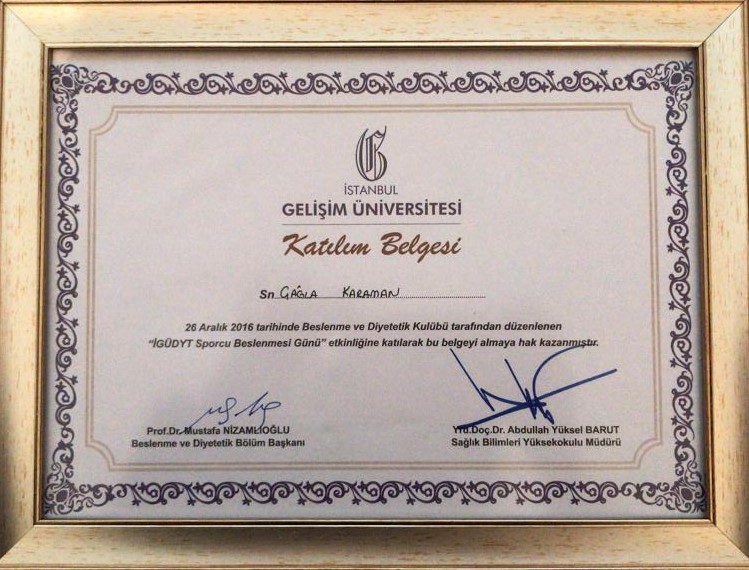 İSTANBUL
GELİŞİM ÜNİVERSİTESİ
Katılım Belgesi
Sn ÇAĞLA KARAMAN
26 Aralık 2016 tarihinde Beslenme ve Diyetetik Kulübü tarafından düzenlenen
“İGÜDYT Sporcu Beslenmesi Günü” etkinliğine katılarak bu belgeyi almaya hak kazanmıştır.
Prof.Dr. Mustafa NİZAMLIOĞLU
Beslenme ve Diyetetik Bölüm Başkanı
Yrd.Doç.Dr. Abdullah Yüksel BARUT
Sağlık Bilimleri Yüksekokulu Müdürü